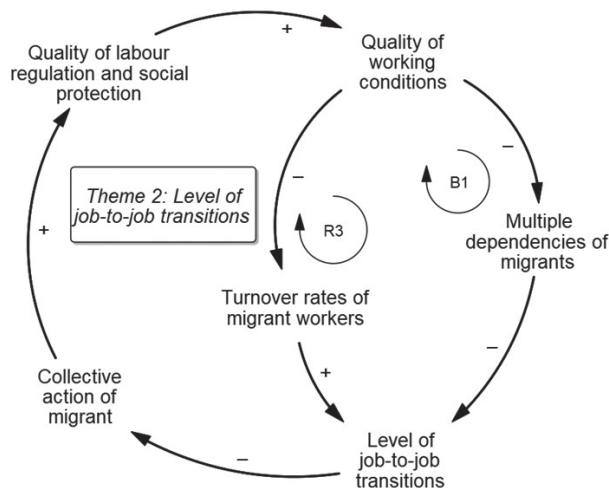 +
Quality of labour
regulation and social
protection
Quality of
working
conditions
–
–
B1
Theme 2: Level of
job-to-job transitions
R3
+
Multiple
dependencies of
migrants
Turnover rates of
migrant workers
–
+
Collective
action of
migrant
Level of
job-to-job
transitions
–